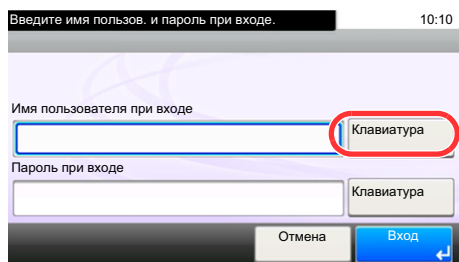 Введите имя пользов. и пароль при входе.
10:10
Имя пользователя при входе
Клавиатура
Пароль при входе
Клавиатура
Отмена
Вход